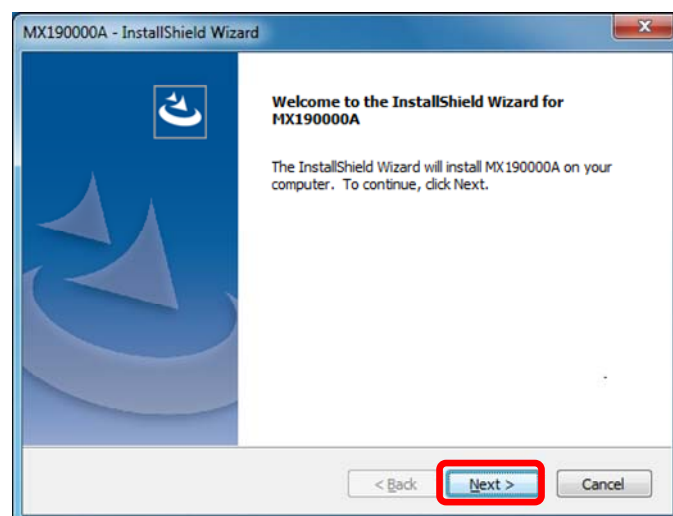 MX190000A - InstallShield Wizard
Welcome to the InstallShield Wizard for
MX190000A
The InstallShield Wizard will install MX190000A on your
computer. To continue, click Next.
< Back
Next >
Cancel